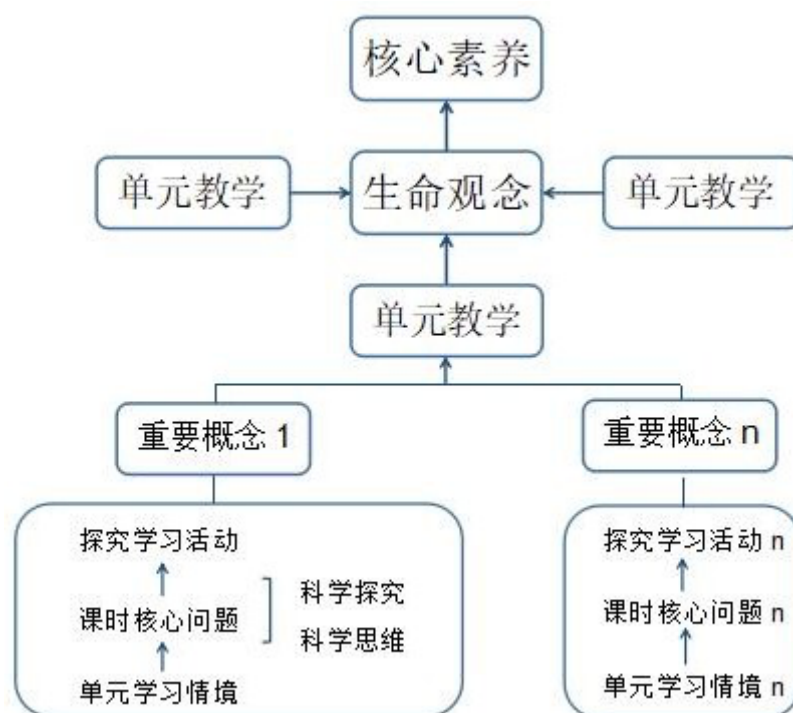 核心素养
单元教学
生命观念
单元教学
单元教学
重要概念 1
重要概念 n
探究学习活动
课时核心问题
单元学习情境
科学探究
科学思维
探究学习活动 n
课时核心问题 n
单元学习情境 n